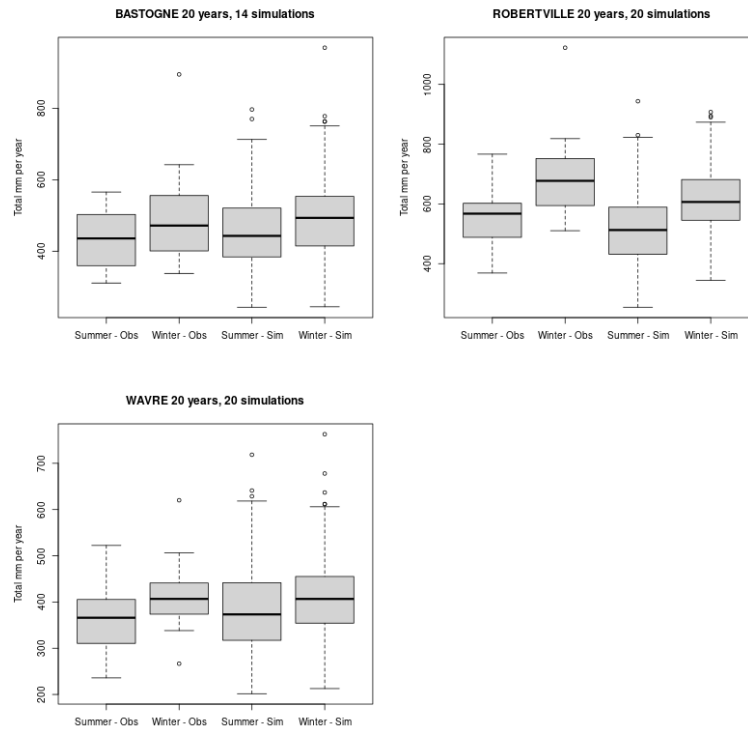 BASTOGNE 20 years, 14 simulations
Total mm per year
800
600
400
Summer - Obs Winter - Obs Summer - Sim Winter - Sim
ROBERTVILLE 20 years, 20 simulations
Total mm per year
1000
800
600
400
Summer - Obs Winter - Obs Summer - Sim Winter - Sim
WAVRE 20 years, 20 simulations
Total mm per year
700
600
500
400
300
200
Summer - Obs Winter - Obs Summer - Sim Winter - Sim